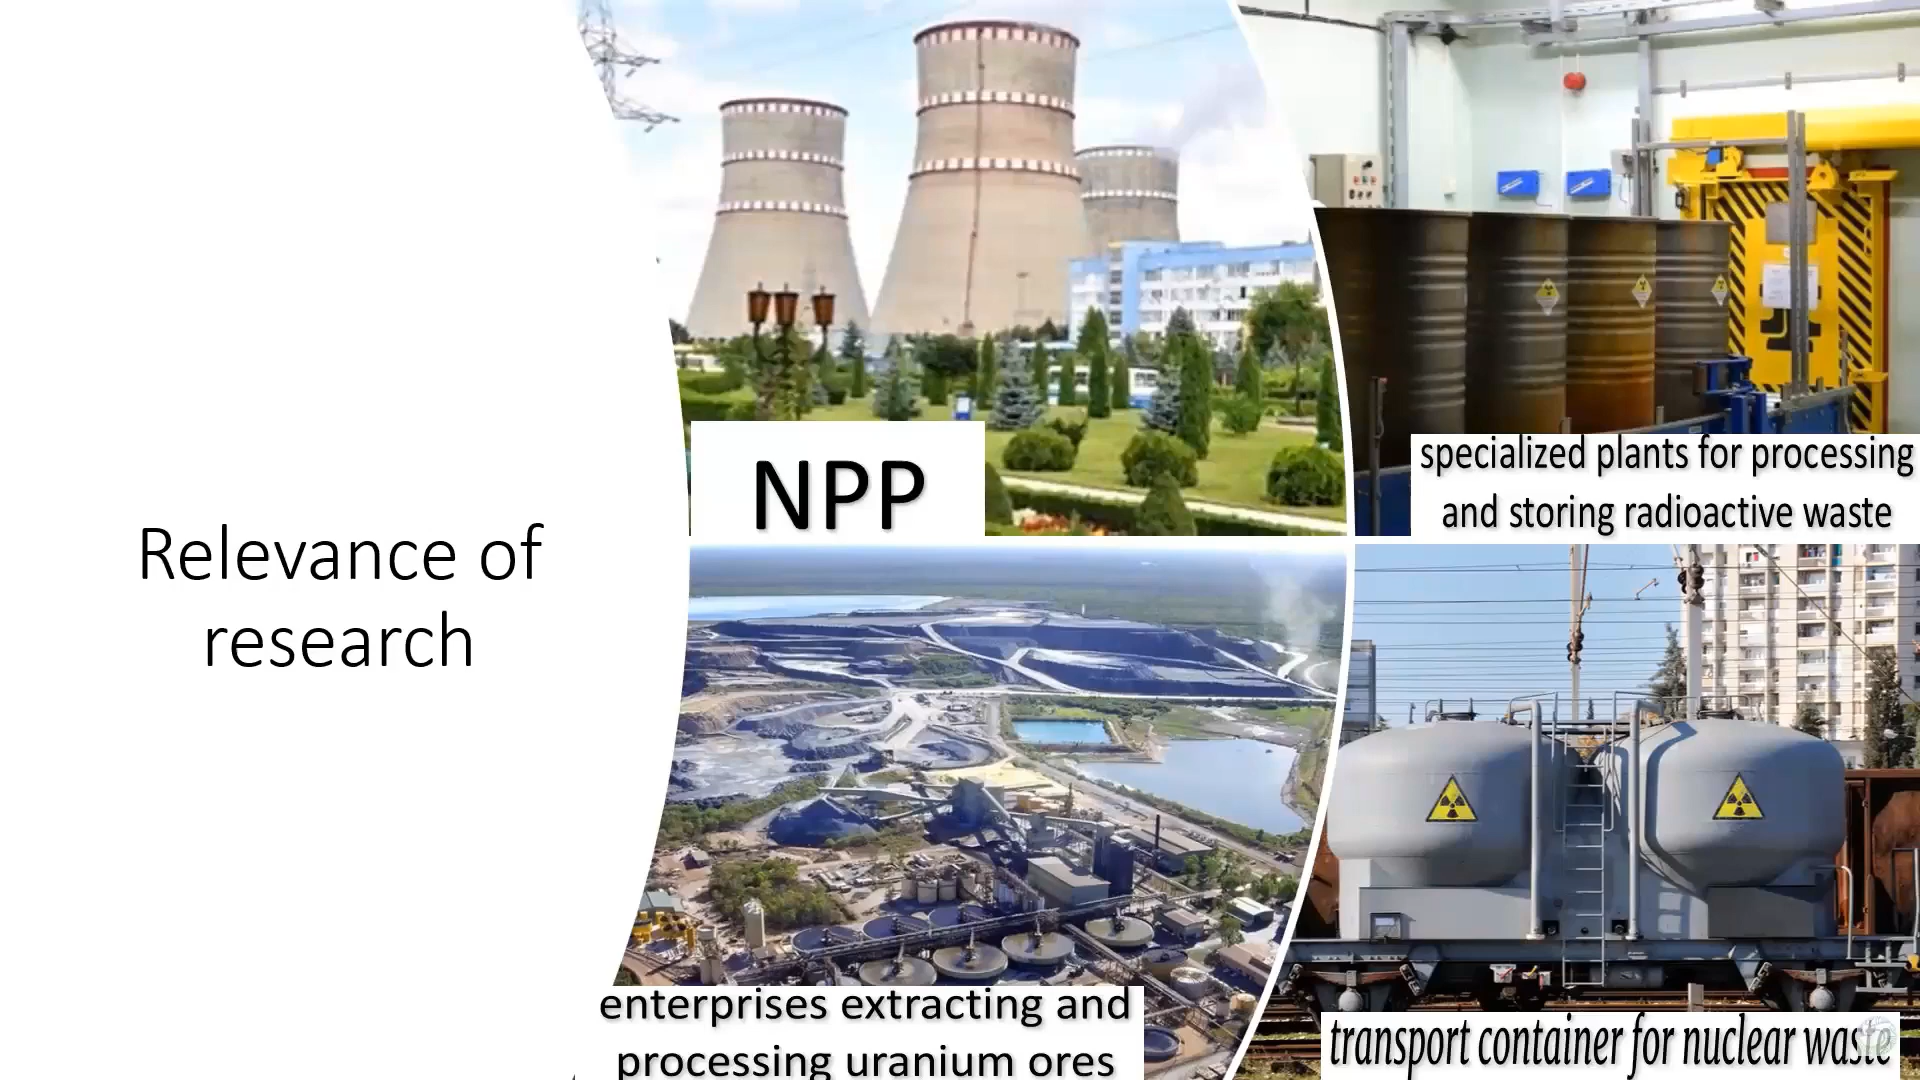 Relevance of
research
NPP
specialized plants for processing
and storing radioactive waste
enterprises extracting and
processing uranium ores
transport container for nuclear waste